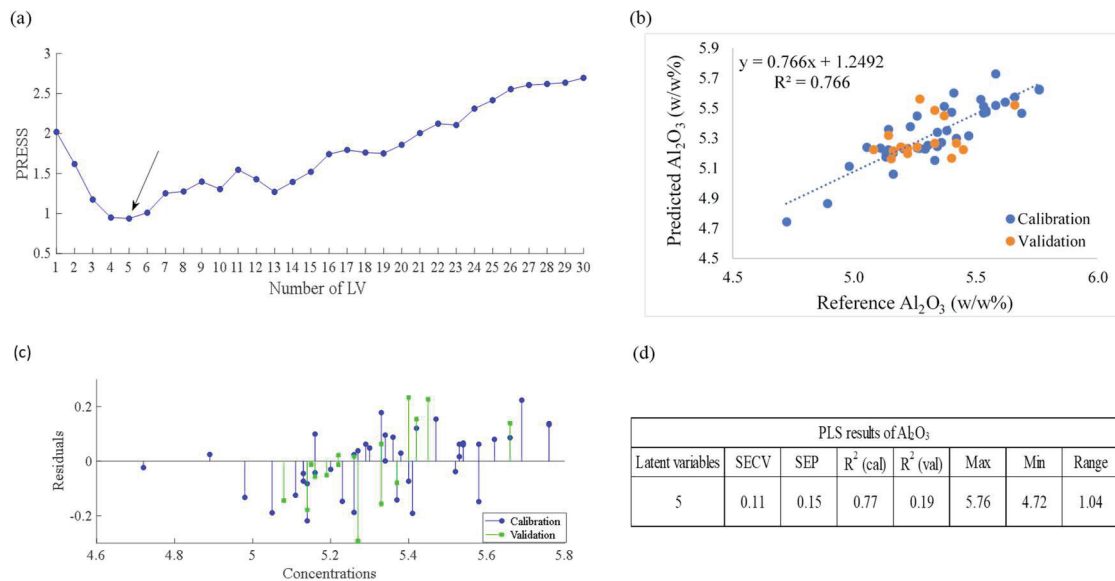 (a)
3
2.5
2
1.5
1
0.5
PRESS
1 2 3 4 5 6 7 8 9 10 11 12 13 14 15 16 17 18 19 20 21 22 23 24 25 26 27 28 29 30
Number of LV
(b)
y = 0.766x + 1.2492
R² = 0.766
5.9
5.7
5.5
5.3
5.1
4.9
4.7
4.5
Predicted Al₂O₃ (w/w%)
Calibration
Validation
4.5 5.0 5.5 6.0
Reference Al₂O₃ (w/w%)
(c)
0.2
0
-0.2
Residuals
Calibration
Validation
4.6 4.8 5 5.2 5.4 5.6 5.8
Concentrations
(d)
PLS results of Al₂O₃
Latent variables SECV SEP R² (cal) R² (val) Max Min Range
5 0.11 0.15 0.77 0.19 5.76 4.72 1.04